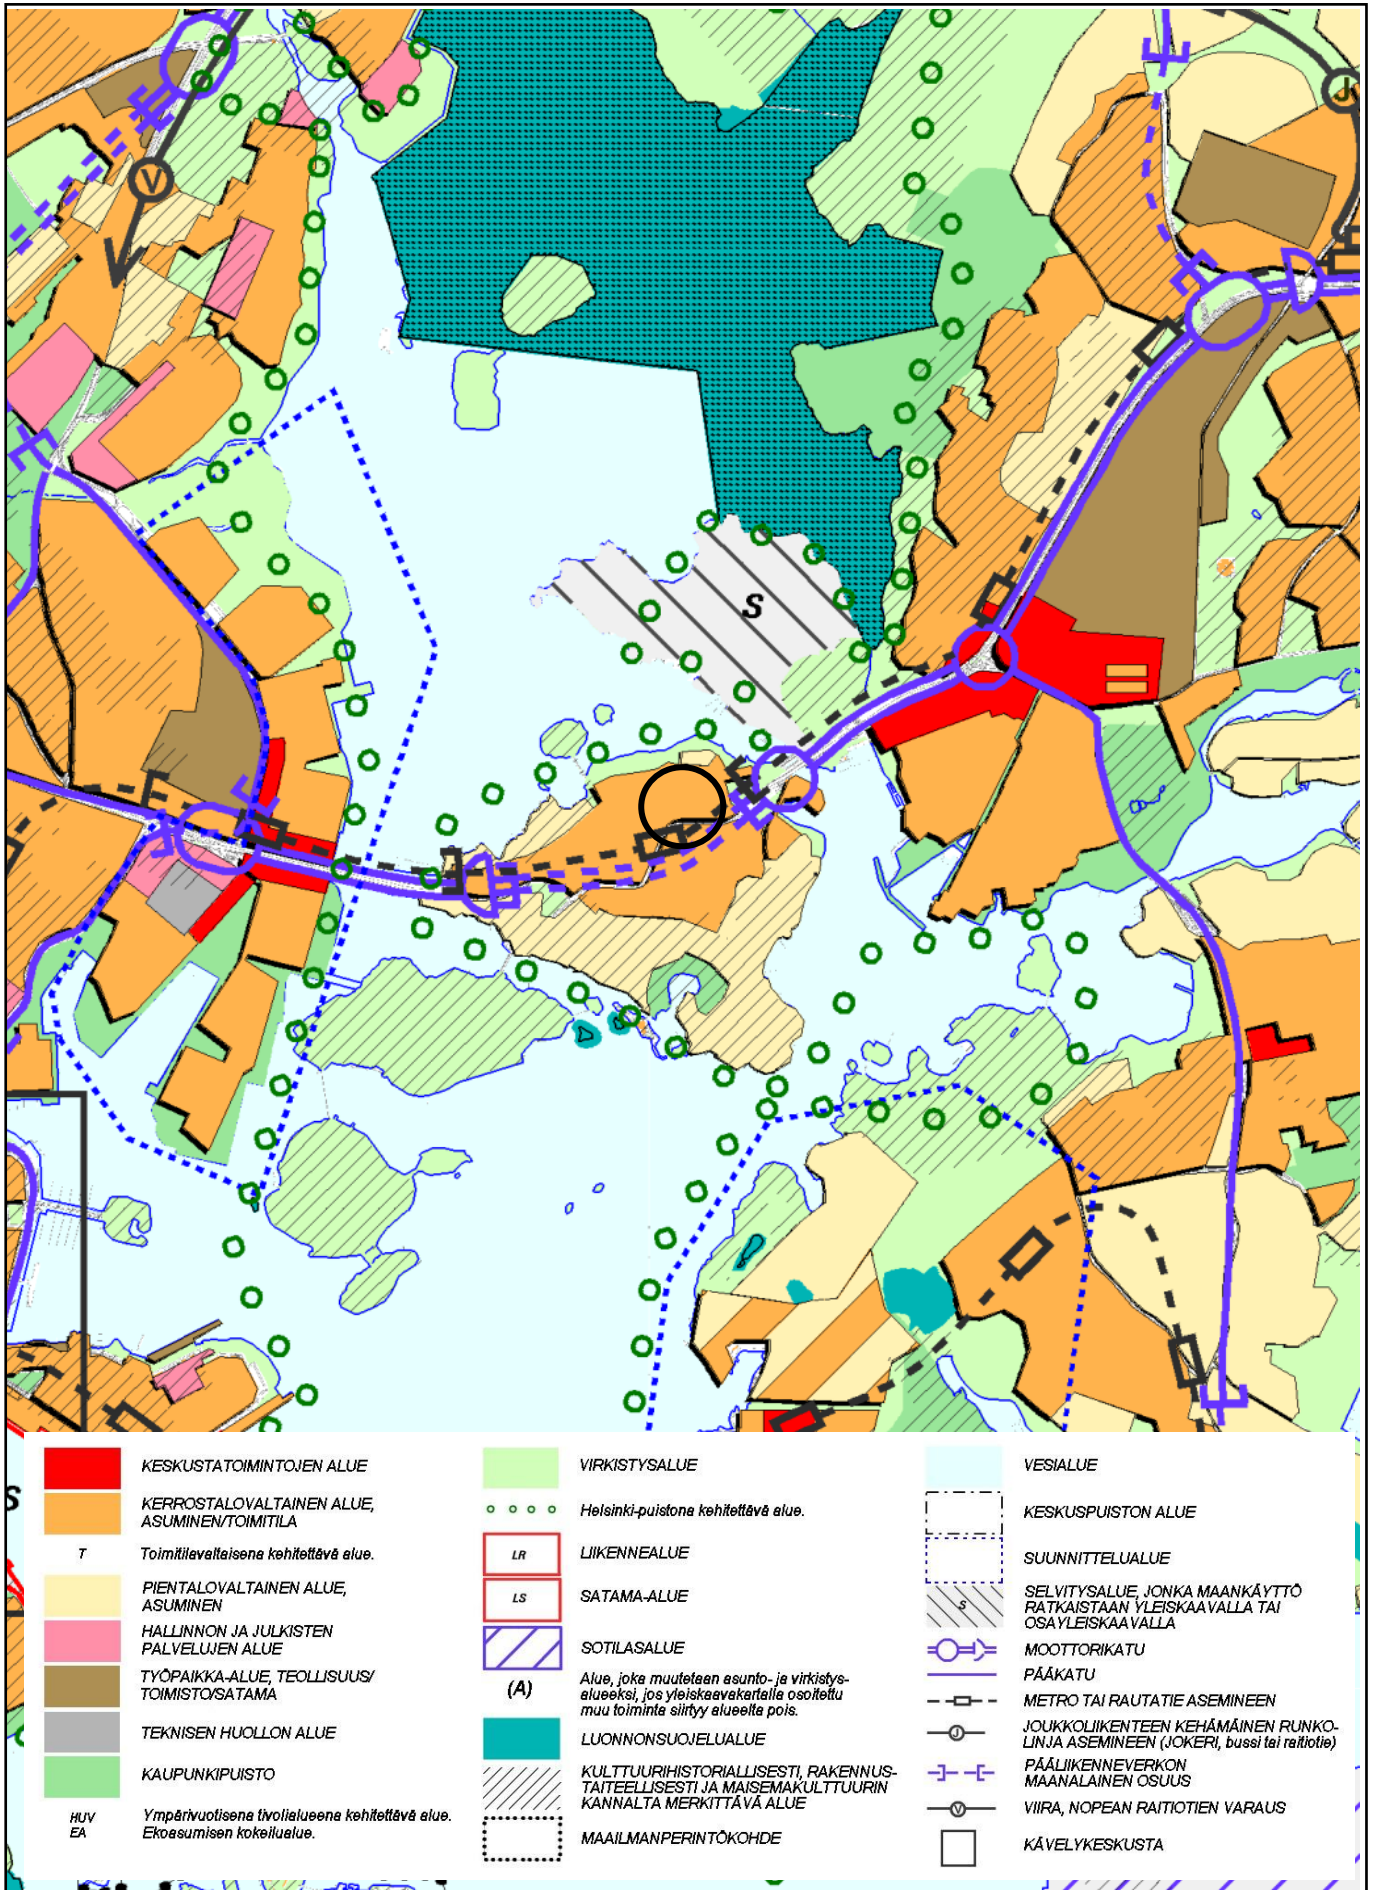 V
J
S
S
KESKUSTATOIMINTOJEN ALUE
KERROSTALOVALTAINEN ALUE,
ASUMINEN/TOIMITILA
T Toimitilavaltaisena kehitettävä alue.
PIENTALOVALTAINEN ALUE,
ASUMINEN
HALLINNON JA JULKISTEN
PALVELUJEN ALUE
TYÖPAIKKA-ALUE, TEOLLISUUS/
TOIMISTO/SATAMA
TEKNISEN HUOLLON ALUE
KAUPUNKIPUISTO
HUV Ympärivuotisena tivolialueena kehitettävä alue.
EA Ekoasumisen kokeilualue.
VIRKISTYSALUE
Helsinki-puistona kehitettävä alue.
LR LIIKENNEALUE
LS SATAMA-ALUE
SOTILASALUE
(A) Alue, joka muutetaan asunto- ja virkistys-
alueeksi, jos yleiskaavakartalla osoitettu
muu toiminta siirtyy alueelta pois.
LUONNONSUOJELUALUE
KULTTUURIHISTORIALLISESTI, RAKENNUS-
TAITEELLISESTI JA MAISEMAKULTTUURIN
KANNALTA MERKITTÄVÄ ALUE
MAAILMANPERINTÖKOHDE
VESIALUE
KESKUSPUISTON ALUE
SUUNNITTELUALUE
S SELVITYSALUE, JONKA MAANKÄYTTÖ
RATKAISTAAN YLEISKAAVALLA TAI
OSAYLEISKAAVALLA
MOOTTORIKATU
PÄÄKATU
METRO TAI RAUTATIE ASEMINEEN
J JOUKKOLIIKENTEEN KEHÄMÄINEN RUNKO-
LINJA ASEMINEEN (JOKERI, bussi tai raitiotie)
PÄÄLIIKENNEVERKON
MAANALAINEN OSUUS
V VIIRA, NOPEAN RAITIOTIEN VARAUS
KÄVELYKESKUSTA